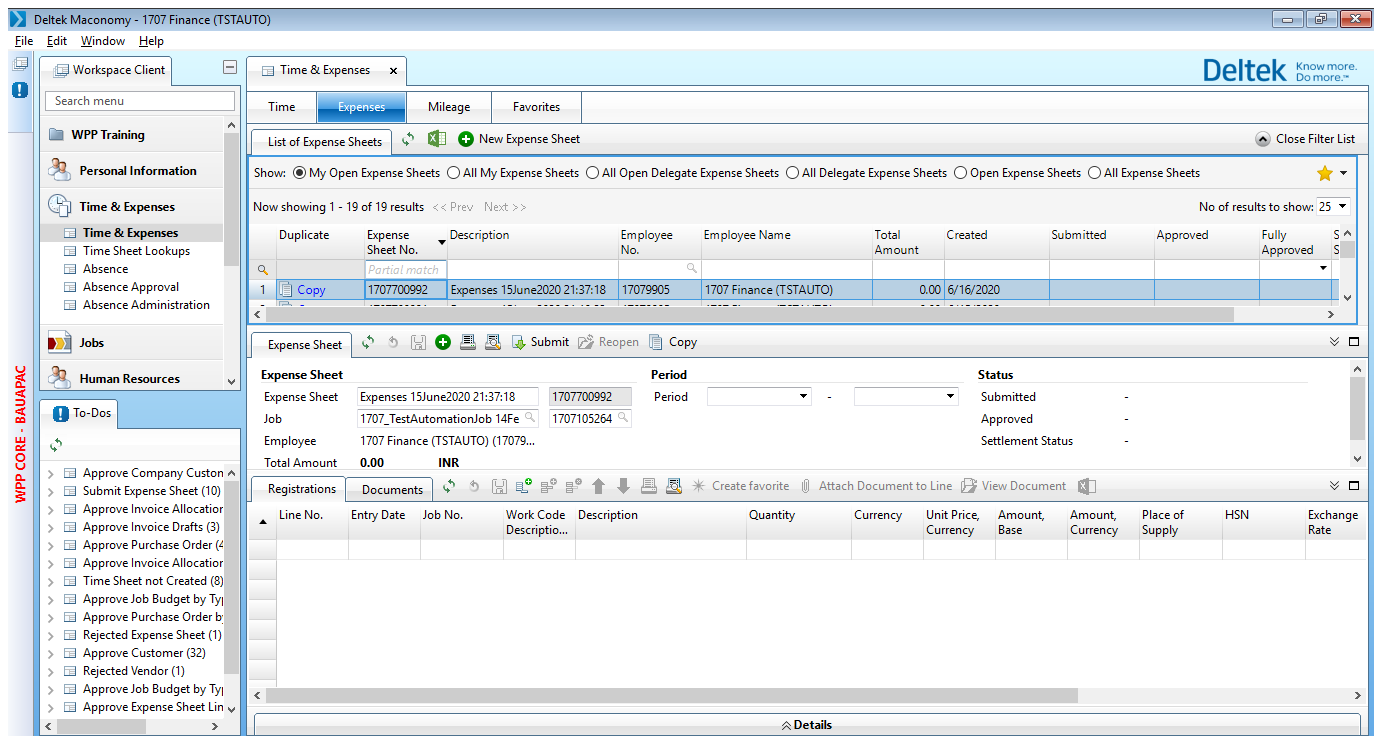 Deltek Maconomy - 1707 Finance (TSTAUTO)
File Edit Window Help
Workspace Client
Search menu
WPP Training
Personal Information
Time & Expenses
Time & Expenses
Time Sheet Lookups
Absence
Absence Approval
Absence Administration
Jobs
Human Resources
WPP CORE - BAUAPAC
To-Dos
Approve Company Custon
Submit Expense Sheet (10)
Approve Invoice Allocation
Approve Invoice Drafts (3)
Approve Purchase Order (4
Approve Invoice Allocation
Time Sheet not Created (8)
Approve Job Budget by Typ
Approve Purchase Order by
Rejected Expense Sheet (1)
Approve Customer (32)
Rejected Vendor (1)
Approve Job Budget by Typ
Approve Expense Sheet Lin
Time & Expenses x
Deltek Know more. Do more.™
Time Expenses Mileage Favorites
List of Expense Sheets New Expense Sheet Close Filter List
Show: My Open Expense Sheets All My Expense Sheets All Open Delegate Expense Sheets All Delegate Expense Sheets Open Expense Sheets All Expense Sheets
Now showing 1 - 19 of 19 results << Prev Next >> No of results to show: 25
Duplicate Expense Sheet No. Description Employee No. Employee Name Total Amount Created Submitted Approved Fully Approved S S
Partial match
1 Copy 1707700992 Expenses 15June2020 21:37:18 17079905 1707 Finance (TSTAUTO) 0.00 6/16/2020
Expense Sheet Submit Reopen Copy
Expense Sheet Period Status
Expense Sheet Expenses 15June2020 21:37:18 1707700992 Period - Submitted -
Job 1707_TestAutomationJob 14Fe 1707105264 Approved -
Employee 1707 Finance (TSTAUTO) (17079... Settlement Status -
Total Amount 0.00 INR
Registrations Documents Create favorite Attach Document to Line View Document
Line No. Entry Date Job No. Work Code Descriptio... Description Quantity Currency Unit Price, Currency Amount, Base Amount, Currency Place of Supply HSN Exchange Rate
Details